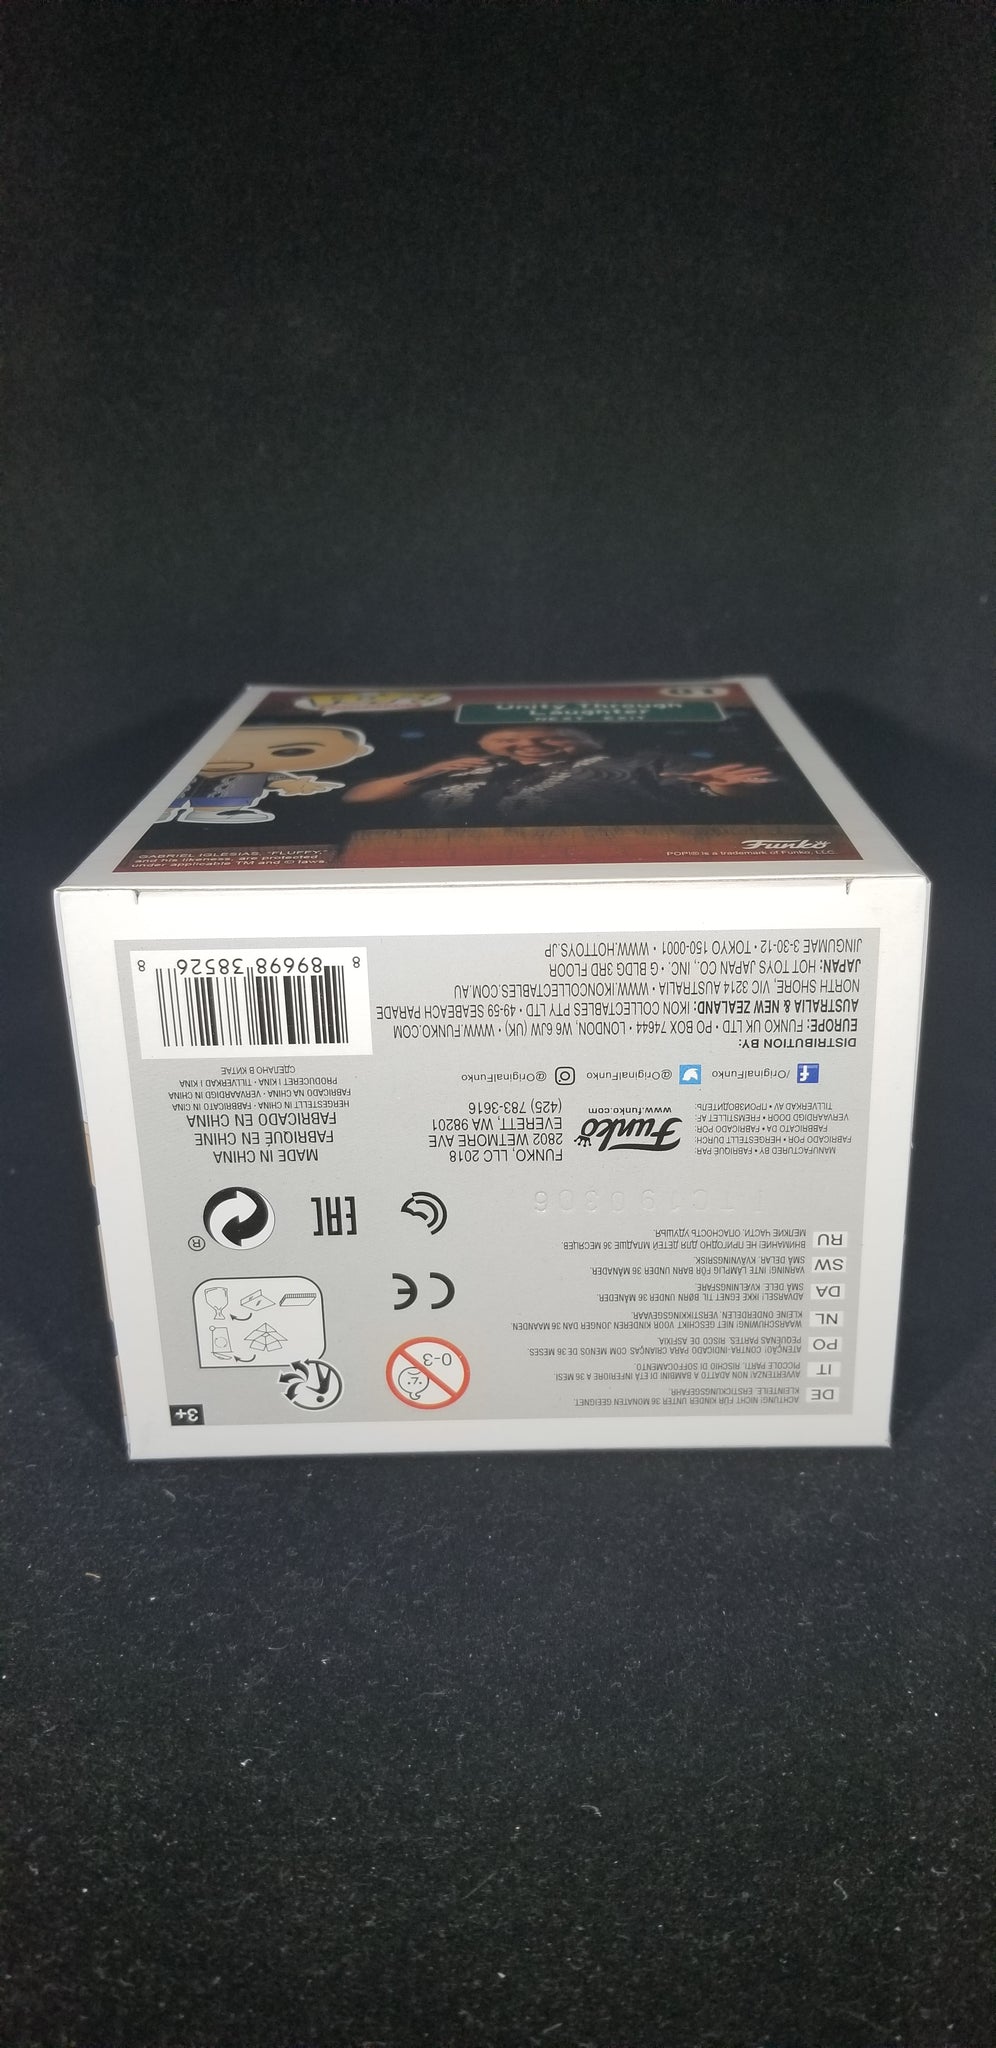 Unity Through
Laughter
NEXT EXIT
01
GABRIEL IGLESIAS, "FLUFFY,"
and his likeness, are protected
under applicable TM and © laws.
Funko
POP!® is a trademark of Funko, LLC
3+
DE
ACHTUNG! NICHT FÜR KINDER UNTER 36 MONATEN GEEIGNET.
KLEINTEILE. ERSTICKUNGSGEFAHR.
IT
AVVERTENZA! NON ADATTO A BAMBINI DI ETÀ INFERIORE A 36 MESI.
PICCOLE PARTI. RISCHIO DI SOFFOCAMENTO
PO
ATENÇÃO! CONTRA-INDICADO PARA CRIANÇAS COM MENOS DE 36 MESES.
PEQUENAS PARTES. RISCO DE ASFIXIA.
NL
WAARSCHUWING! NIET GESCHIKT VOOR KINDEREN JONGER DAN 36 MAANDEN.
KLEINE ONDERDELEN. VERSTIKKINGSGEVAAR.
DA
ADVARSEL! IKKE EGNET TIL BØRN UNDER 36 MÅNEDER.
SMÅ DELE. KVÆLNINGSFARE.
SW
VARNING! INTE LÄMPLIG FÖR BARN UNDER 36 MÅNADER.
SMÅ DELAR. KVÄVNINGSRISK.
RU
ВНИМАНИЕ! НЕ ПРИГОДНО ДЛЯ ДЕТЕЙ МЛАДШЕ 36 МЕСЯЦЕВ.
МЕЛКИЕ ЧАСТИ. ОПАСНОСТЬ УДУШЬЯ.
0-3
CE
EAC
®
TC190306
MANUFACTURED BY • FABRIQUÉ PAR:
FABRICADO POR • HERGESTELLT DURCH:
FABBRICATO DA • FABRICADO POR:
VERVAARDIGD DOOR • FREMSTILLET AF:
TILLVERKAD AV • ПРОИЗВОДИТЕЛЬ:
Funko
www.funko.com
FUNKO, LLC 2018
2802 WETMORE AVE
EVERETT, WA 98201
(425) 783-3616
MADE IN CHINA
FABRIQUÉ EN CHINE
FABRICADO EN CHINA
HERGESTELLT IN CHINA · FABBRICATO IN CINA
FABRICADO NA CHINA · VERVAARDIGD IN CHINA
PRODUCERET I KINA · TILLVERKAD I KINA
СДЕЛАНО В КИТАЕ
/OriginalFunko
@OriginalFunko
@OriginalFunko
DISTRIBUTION BY:
EUROPE: FUNKO UK LTD • PO BOX 74644 • LONDON, W6 6JW (UK) • WWW.FUNKO.COM
AUSTRALIA & NEW ZEALAND: IKON COLLECTABLES PTY LTD • 49-59 SEABEACH PARADE
NORTH SHORE, VIC 3214 AUSTRALIA • WWW.IKONCOLLECTABLES.COM.AU
JAPAN: HOT TOYS JAPAN CO., INC. • G BLDG 3RD FLOOR
JINGUMAE 3-30-12 • TOKYO 150-0001 • WWW.HOTTOYS.JP
8 89698 38526 8